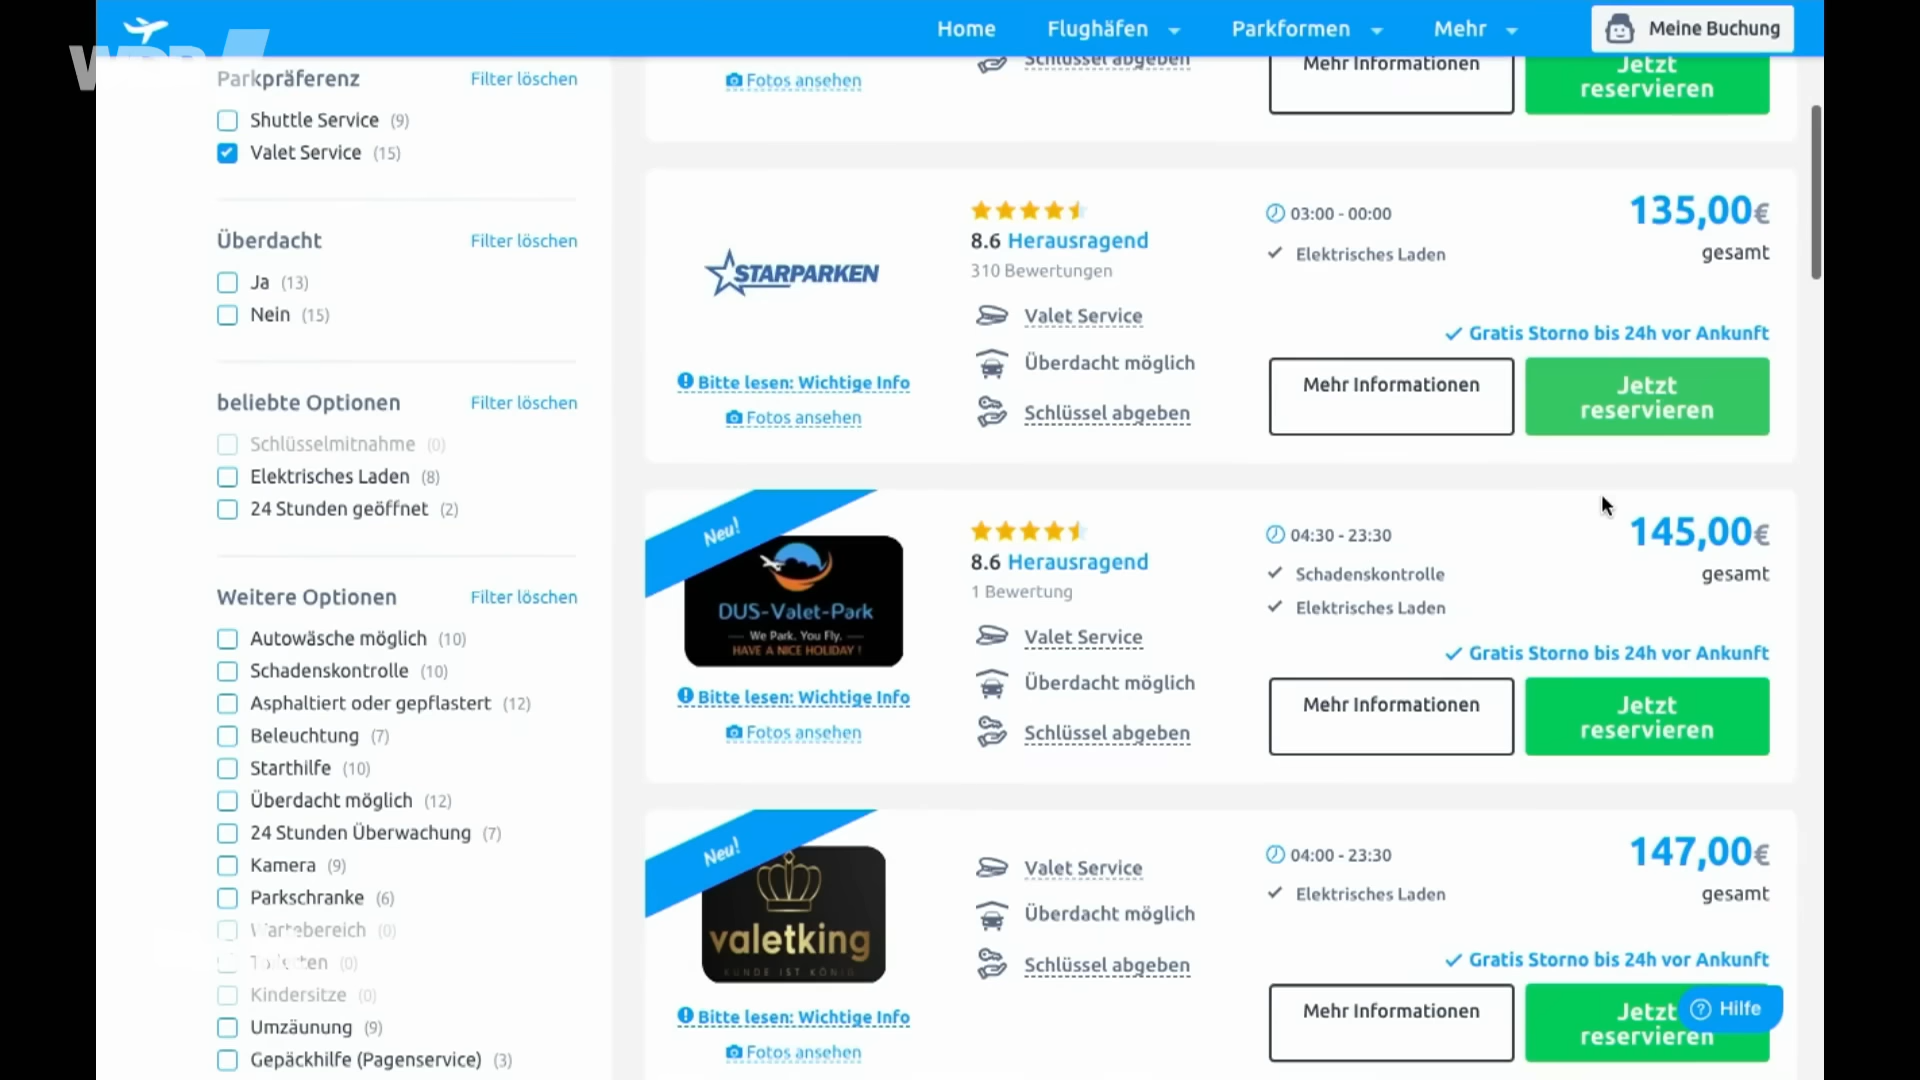 WDR
Home
Flughäfen
Parkformen
Mehr
Meine Buchung
Parkpräferenz
Filter löschen
Shuttle Service (9)
Valet Service (15)
Überdacht
Filter löschen
Ja (13)
Nein (15)
beliebte Optionen
Filter löschen
Schlüsselmitnahme (0)
Elektrisches Laden (8)
24 Stunden geöffnet (2)
Weitere Optionen
Filter löschen
Autowäsche möglich (10)
Schadenskontrolle (10)
Asphaltiert oder gepflastert (12)
Beleuchtung (7)
Starthilfe (10)
Überdacht möglich (12)
24 Stunden Überwachung (7)
Kamera (9)
Parkschranke (6)
Wartebereich (0)
Toiletten (0)
Kindersitze (0)
Umzäunung (9)
Gepäckhilfe (Pagenservice) (3)
Fotos ansehen
Schlüssel abgeben
Mehr Informationen
Jetzt
reservieren
STARPARKEN
Bitte lesen: Wichtige Info
Fotos ansehen
8.6 Herausragend
310 Bewertungen
Valet Service
Überdacht möglich
Schlüssel abgeben
03:00 - 00:00
Elektrisches Laden
135,00€
gesamt
Gratis Storno bis 24h vor Ankunft
Mehr Informationen
Jetzt
reservieren
Neu!
DUS-Valet-Park
We Park. You Fly.
HAVE A NICE HOLIDAY !
Bitte lesen: Wichtige Info
Fotos ansehen
8.6 Herausragend
1 Bewertung
Valet Service
Überdacht möglich
Schlüssel abgeben
04:30 - 23:30
Schadenskontrolle
Elektrisches Laden
145,00€
gesamt
Gratis Storno bis 24h vor Ankunft
Mehr Informationen
Jetzt
reservieren
Neu!
valetking
KUNDE IST KÖNIG
Bitte lesen: Wichtige Info
Fotos ansehen
Valet Service
Überdacht möglich
Schlüssel abgeben
04:00 - 23:30
Elektrisches Laden
147,00€
gesamt
Gratis Storno bis 24h vor Ankunft
Mehr Informationen
Jetzt
reservieren
Hilfe